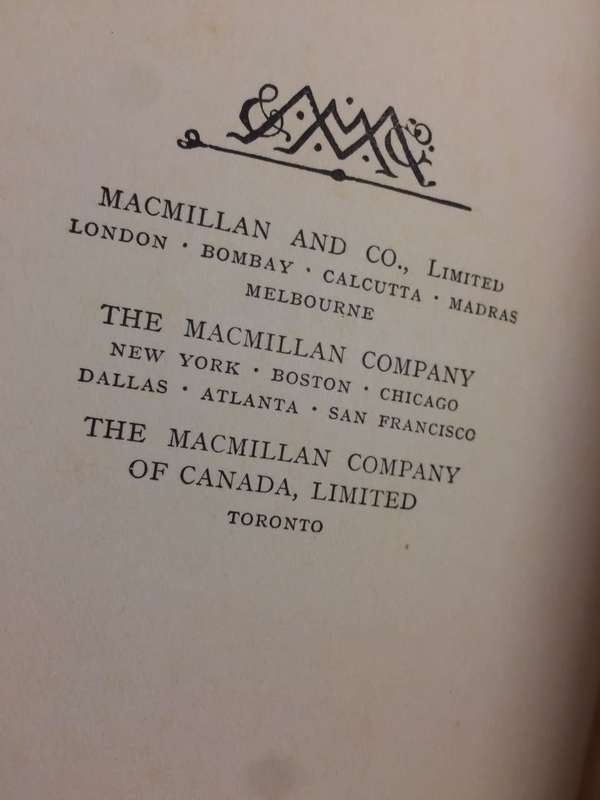 MACMILLAN AND CO., LIMITED
LONDON · BOMBAY · CALCUTTA · MADRAS
MELBOURNE
THE MACMILLAN COMPANY
NEW YORK · BOSTON · CHICAGO
DALLAS · ATLANTA · SAN FRANCISCO
THE MACMILLAN COMPANY
OF CANADA, LIMITED
TORONTO